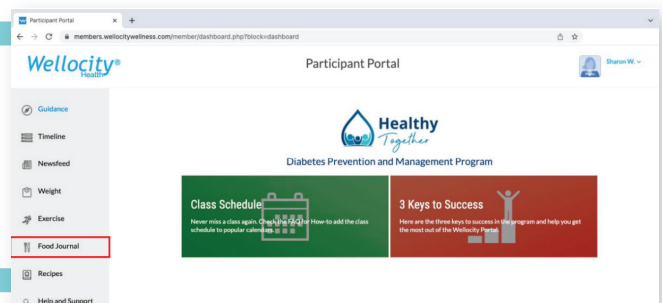 Participant Portal
members.wellocitywellness.com/member/dashboard.php?block=dashboard
Wellocity®
Health
Participant Portal
Sharon W.
Guidance
Timeline
Newsfeed
Weight
Exercise
Food Journal
Recipes
Help and Support
Healthy
Together
Diabetes Prevention and Management Program
Class Schedule
Never miss a class again. Check the FAQ for How-to add the class
schedule to popular calendars.
3 Keys to Success
Here are the three keys to success in the program and help you get
the most out of the Wellocity Portal.